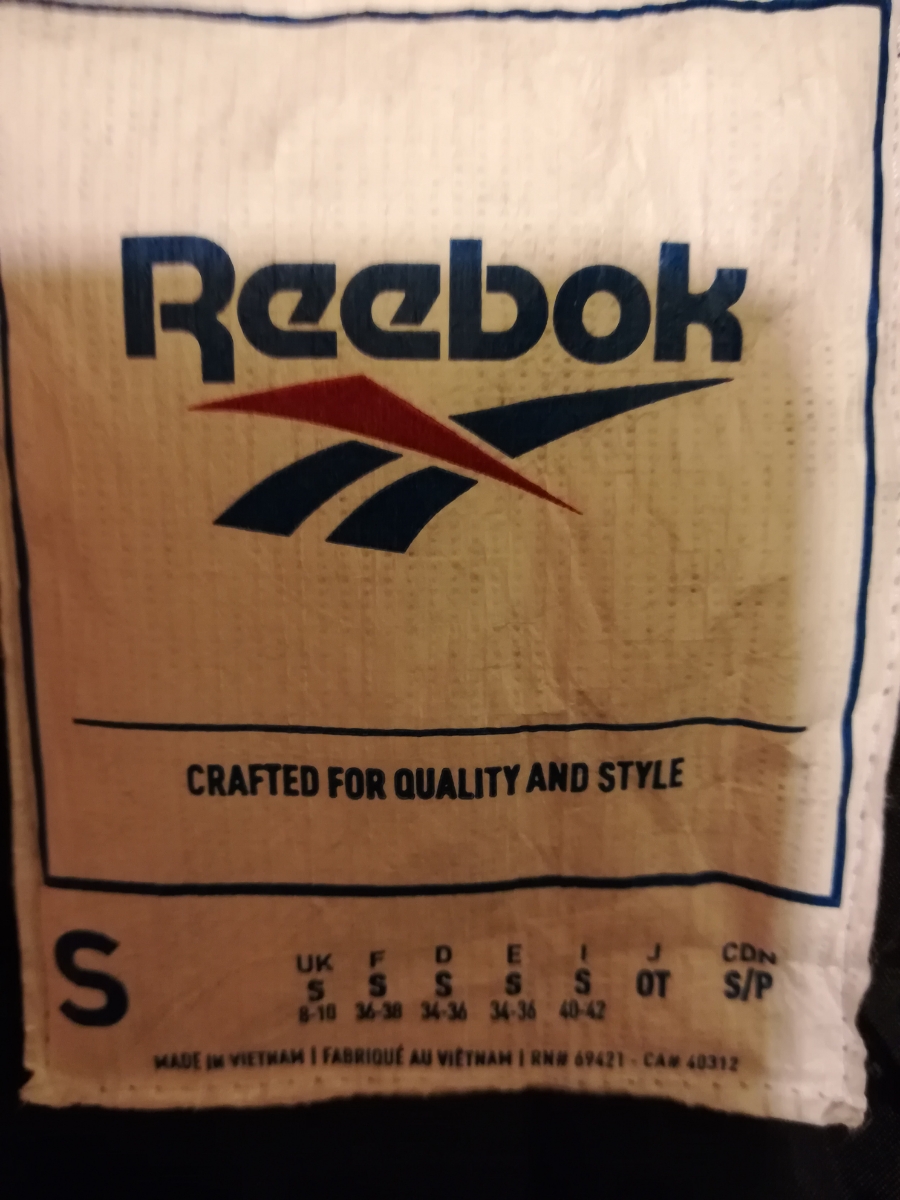 Reebok
CRAFTED FOR QUALITY AND STYLE
S
UK F D E I J CDN
S S S S S OT S/P
8-10 36-38 34-36 34-36 40-42
MADE IN VIETNAM | FABRIQUÉ AU VIÊTNAM | RN# 69421 - CA# 40312